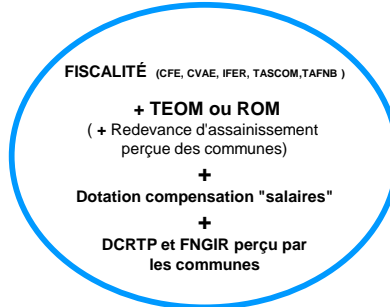 FISCALITÉ (CFE, CVAE, IFER, TASCOM,TAFNB )
+ TEOM ou ROM
( + Redevance d'assainissement
perçue des communes)
+
Dotation compensation "salaires"
+
DCRTP et FNGIR perçu par
les communes